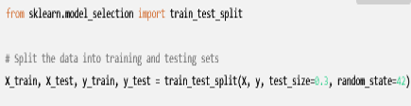 from sklearn.model_selection import train_test_split
# Split the data into training and testing sets
X_train, X_test, y_train, y_test = train_test_split(X, y, test_size=0.3, random_state=42)